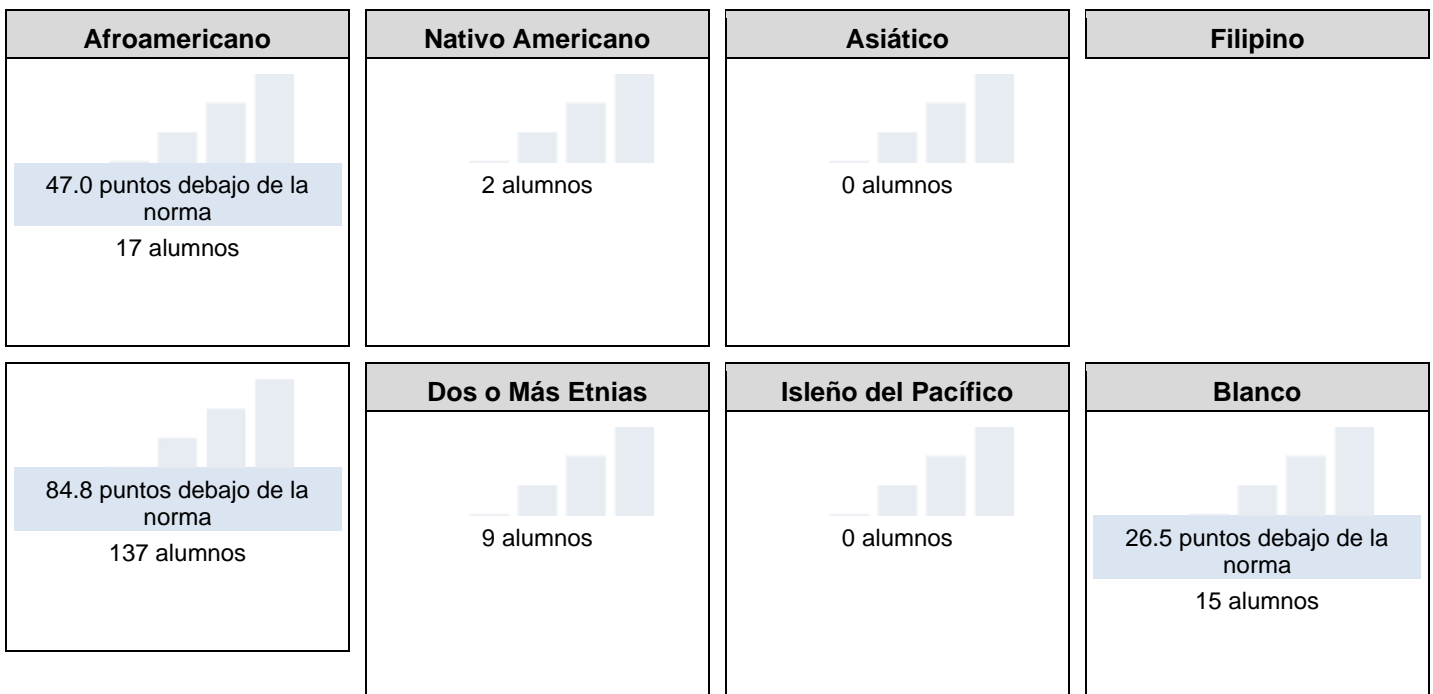 Afroamericano
47.0 puntos debajo de la
norma
17 alumnos
Nativo Americano
2 alumnos
Asiático
0 alumnos
Filipino
84.8 puntos debajo de la
norma
137 alumnos
Dos o Más Etnias
9 alumnos
Isleño del Pacífico
0 alumnos
Blanco
26.5 puntos debajo de la
norma
15 alumnos